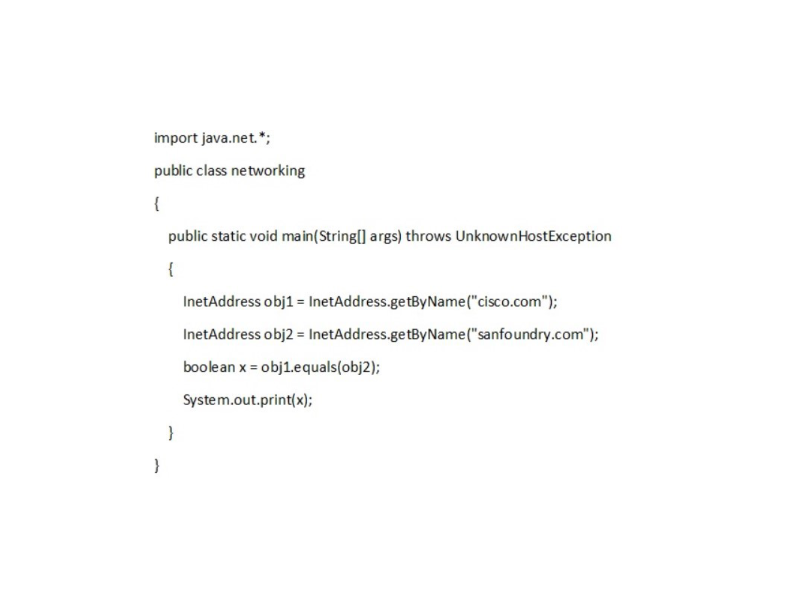 import java.net.*;
public class networking
{
public static void main(String[] args) throws UnknownHostException
{
InetAddress obj1 = InetAddress.getByName("cisco.com");
InetAddress obj2 = InetAddress.getByName("sanfoundry.com");
boolean x = obj1.equals(obj2);
System.out.print(x);
}
}